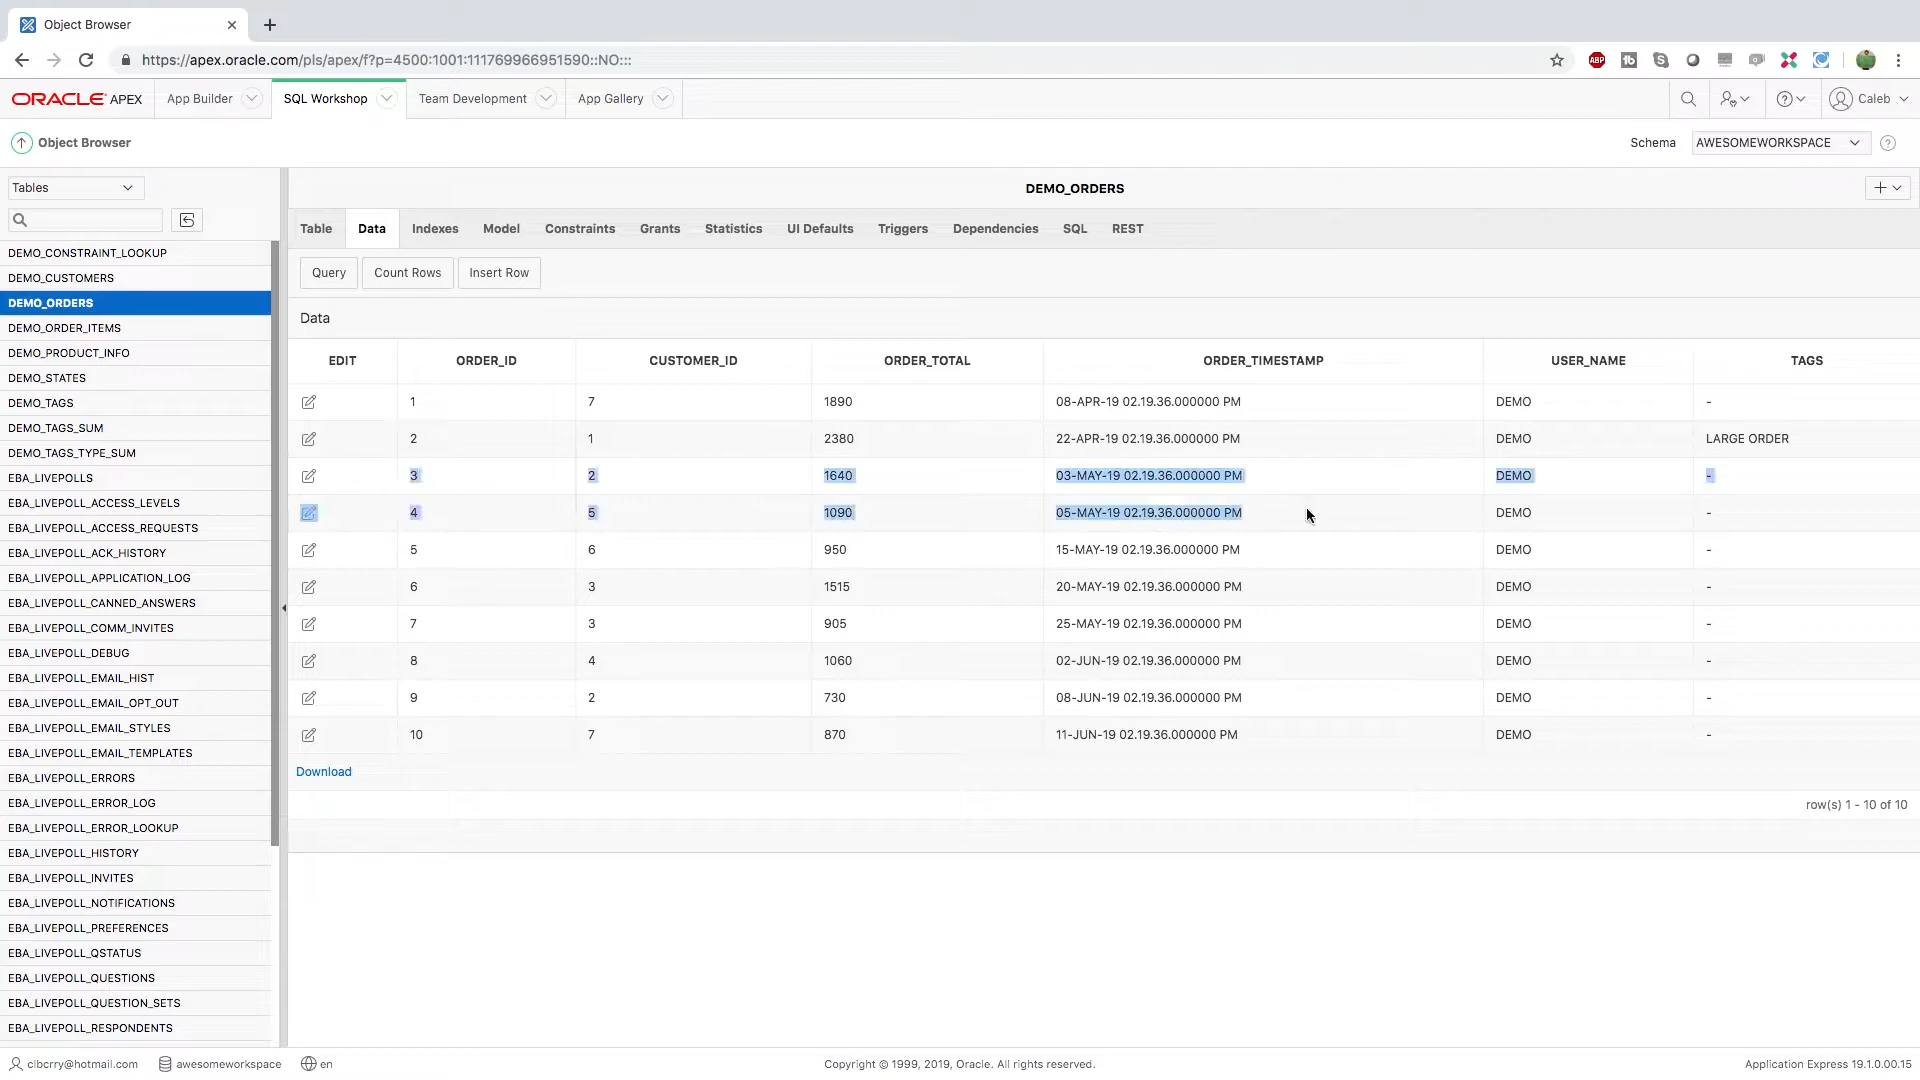 Object Browser
https://apex.oracle.com/pls/apex/f?p=4500:1001:111769966951590::NO:::
ABP
ORACLE APEX App Builder SQL Workshop Team Development App Gallery Caleb
Object Browser
Schema AWESOMEWORKSPACE
Tables
DEMO_CONSTRAINT_LOOKUP
DEMO_CUSTOMERS
DEMO_ORDERS
DEMO_ORDER_ITEMS
DEMO_PRODUCT_INFO
DEMO_STATES
DEMO_TAGS
DEMO_TAGS_SUM
DEMO_TAGS_TYPE_SUM
EBA_LIVEPOLLS
EBA_LIVEPOLL_ACCESS_LEVELS
EBA_LIVEPOLL_ACCESS_REQUESTS
EBA_LIVEPOLL_ACK_HISTORY
EBA_LIVEPOLL_APPLICATION_LOG
EBA_LIVEPOLL_CANNED_ANSWERS
EBA_LIVEPOLL_COMM_INVITES
EBA_LIVEPOLL_DEBUG
EBA_LIVEPOLL_EMAIL_HIST
EBA_LIVEPOLL_EMAIL_OPT_OUT
EBA_LIVEPOLL_EMAIL_STYLES
EBA_LIVEPOLL_EMAIL_TEMPLATES
EBA_LIVEPOLL_ERRORS
EBA_LIVEPOLL_ERROR_LOG
EBA_LIVEPOLL_ERROR_LOOKUP
EBA_LIVEPOLL_HISTORY
EBA_LIVEPOLL_INVITES
EBA_LIVEPOLL_NOTIFICATIONS
EBA_LIVEPOLL_PREFERENCES
EBA_LIVEPOLL_QSTATUS
EBA_LIVEPOLL_QUESTIONS
EBA_LIVEPOLL_QUESTION_SETS
EBA_LIVEPOLL_RESPONDENTS
DEMO_ORDERS
Table Data Indexes Model Constraints Grants Statistics UI Defaults Triggers Dependencies SQL REST
Query Count Rows Insert Row
Data
EDIT ORDER_ID CUSTOMER_ID ORDER_TOTAL ORDER_TIMESTAMP USER_NAME TAGS
1 7 1890 08-APR-19 02.19.36.000000 PM DEMO -
2 1 2380 22-APR-19 02.19.36.000000 PM DEMO LARGE ORDER
3 2 1640 03-MAY-19 02.19.36.000000 PM DEMO -
4 5 1090 05-MAY-19 02.19.36.000000 PM DEMO -
5 6 950 15-MAY-19 02.19.36.000000 PM DEMO -
6 3 1515 20-MAY-19 02.19.36.000000 PM DEMO -
7 3 905 25-MAY-19 02.19.36.000000 PM DEMO -
8 4 1060 02-JUN-19 02.19.36.000000 PM DEMO -
9 2 730 08-JUN-19 02.19.36.000000 PM DEMO -
10 7 870 11-JUN-19 02.19.36.000000 PM DEMO -
Download
row(s) 1 - 10 of 10
clbcrry@hotmail.com awesomeworkspace en Copyright © 1999, 2019, Oracle. All rights reserved. Application Express 19.1.0.00.15